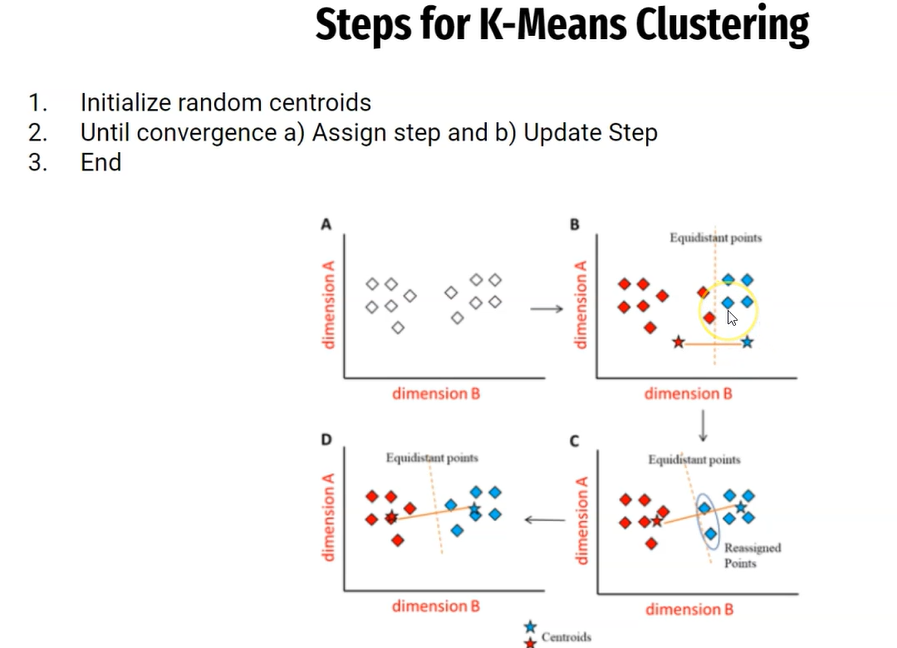 Steps for K-Means Clustering
1. Initialize random centroids
2. Until convergence a) Assign step and b) Update Step
3. End
A
dimension A
dimension B
B
Equidistant points
dimension A
dimension B
D
Equidistant points
dimension A
dimension B
C
Equidistant points
dimension A
Reassigned
Points
dimension B
Centroids